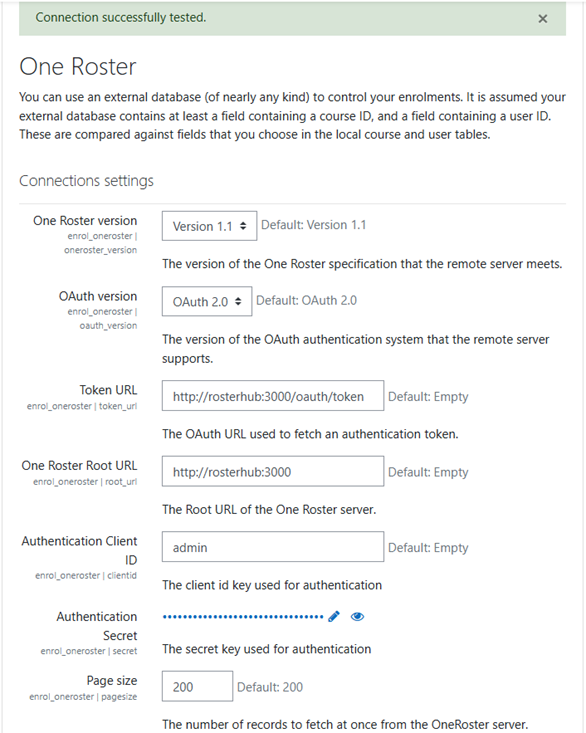 Connection successfully tested.
×
One Roster
You can use an external database (of nearly any kind) to control your enrolments. It is assumed your
external database contains at least a field containing a course ID, and a field containing a user ID.
These are compared against fields that you choose in the local course and user tables.
Connections settings
One Roster version
enrol_oneroster |
oneroster_version
Version 1.1
Default: Version 1.1
The version of the One Roster specification that the remote server meets.
OAuth version
enrol_oneroster |
oauth_version
OAuth 2.0
Default: OAuth 2.0
The version of the OAuth authentication system that the remote server
supports.
Token URL
enrol_oneroster | token_url
http://rosterhub:3000/oauth/token
Default: Empty
The OAuth URL used to fetch an authentication token.
One Roster Root URL
enrol_oneroster | root_url
http://rosterhub:3000
Default: Empty
The Root URL of the One Roster server.
Authentication Client
ID
enrol_oneroster | clientid
admin
Default: Empty
The client id key used for authentication
Authentication
Secret
enrol_oneroster | secret
The secret key used for authentication
Page size
enrol_oneroster | pagesize
200
Default: 200
The number of records to fetch at once from the OneRoster server.